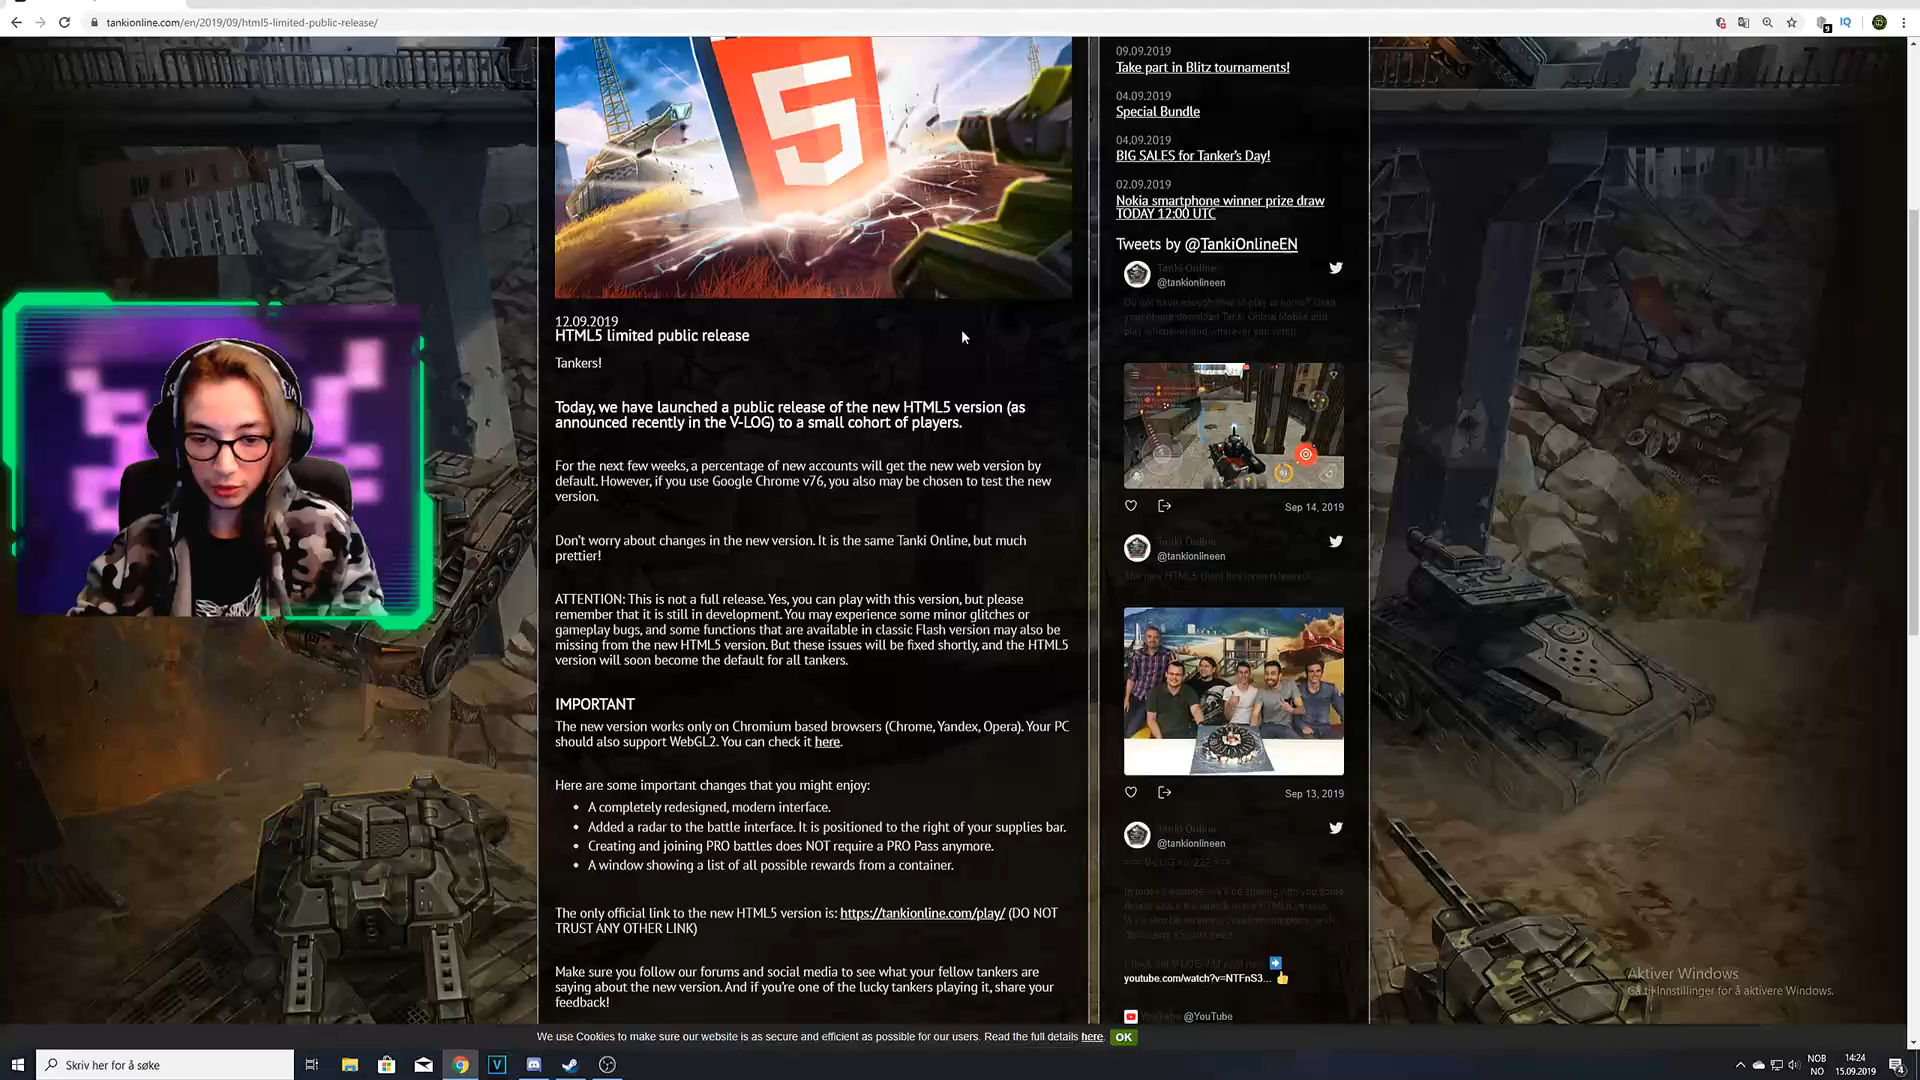 tankionline.com/en/2019/09/html5-limited-public-release/
9
IQ
5
12.09.2019
HTML5 limited public release
Tankers!
Today, we have launched a public release of the new HTML5 version (as
announced recently in the V-LOG) to a small cohort of players.
For the next few weeks, a percentage of new accounts will get the new web version by
default. However, if you use Google Chrome v76, you also may be chosen to test the new
version.
Don't worry about changes in the new version. It is the same Tanki Online, but much
prettier!
ATTENTION: This is not a full release. Yes, you can play with this version, but please
remember that it is still in development. You may experience some minor glitches or
gameplay bugs, and some functions that are available in classic Flash version may also be
missing from the new HTML5 version. But these issues will be fixed shortly, and the HTML5
version will soon become the default for all tankers.
IMPORTANT
The new version works only on Chromium based browsers (Chrome, Yandex, Opera). Your PC
should also support WebGL2. You can check it here.
Here are some important changes that you might enjoy:
• A completely redesigned, modern interface.
• Added a radar to the battle interface. It is positioned to the right of your supplies bar.
• Creating and joining PRO battles does NOT require a PRO Pass anymore.
• A window showing a list of all possible rewards from a container.
The only official link to the new HTML5 version is: https://tankionline.com/play/ (DO NOT
TRUST ANY OTHER LINK)
Make sure you follow our forums and social media to see what your fellow tankers are
saying about the new version. And if you're one of the lucky tankers playing it, share your
feedback!
09.09.2019
Take part in Blitz tournaments!
04.09.2019
Special Bundle
04.09.2019
BIG SALES for Tanker's Day!
02.09.2019
Nokia smartphone winner prize draw
TODAY 12:00 UTC
Tweets by @TankiOnlineEN
Tanki Online
@tankionlineen
Sep 14, 2019
Tanki Online
@tankionlineen
The new HTML5 client has been released!
Sep 13, 2019
Tanki Online
@tankionlineen
youtube.com/watch?v=NTFnS3...
YouTube @YouTube
Aktiver Windows
Gå til Innstillinger for å aktivere Windows.
We use Cookies to make sure our website is as secure and efficient as possible for our users. Read the full details here. OK
Skriv her for å søke
V
NOB
NO
14:24
15.09.2019
4